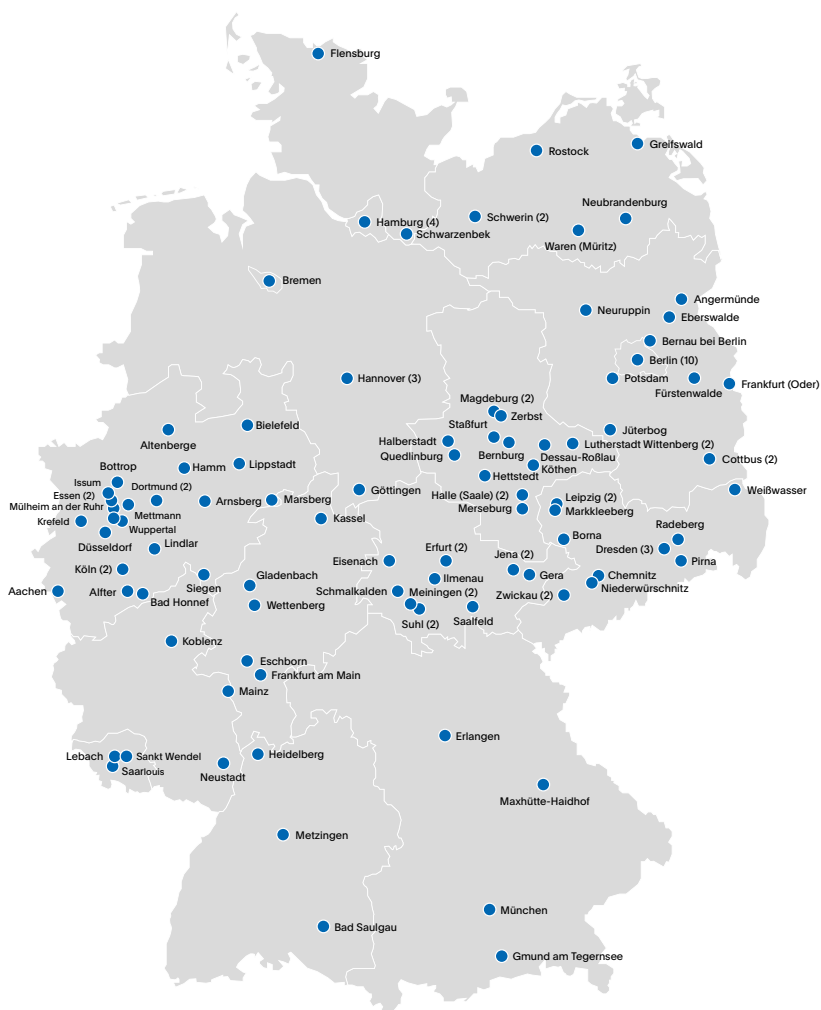 Flensburg
Greifswald
Rostock
Neubrandenburg
Schwerin (2)
Hamburg (4)
Schwarzenbek
Waren (Müritz)
Bremen
Angermünde
Neuruppin
Eberswalde
Bernau bei Berlin
Berlin (10)
Hannover (3)
Potsdam
Frankfurt (Oder)
Fürstenwalde
Magdeburg (2)
Zerbst
Staßfurt
Bielefeld
Jüterbog
Altenberge
Halberstadt
Lutherstadt Wittenberg (2)
Quedlinburg
Bernburg
Dessau-Roßlau
Cottbus (2)
Köthen
Bottrop
Hamm
Lippstadt
Hettstedt
Issum
Dortmund (2)
Göttingen
Weißwasser
Essen (2)
Halle (Saale) (2)
Leipzig (2)
Arnsberg
Marsberg
Mülheim an der Ruhr
Merseburg
Markkleeberg
Mettmann
Krefeld
Kassel
Radeberg
Wuppertal
Borna
Düsseldorf
Lindlar
Erfurt (2)
Dresden (3)
Jena (2)
Eisenach
Pirna
Köln (2)
Gladenbach
Ilmenau
Gera
Chemnitz
Siegen
Niederwürschnitz
Aachen
Alfter
Schmalkalden
Meiningen (2)
Zwickau (2)
Bad Honnef
Wettenberg
Suhl (2)
Saalfeld
Koblenz
Eschborn
Frankfurt am Main
Mainz
Erlangen
Heidelberg
Lebach
Sankt Wendel
Saarlouis
Neustadt
Maxhütte-Haidhof
Metzingen
München
Bad Saulgau
Gmund am Tegernsee